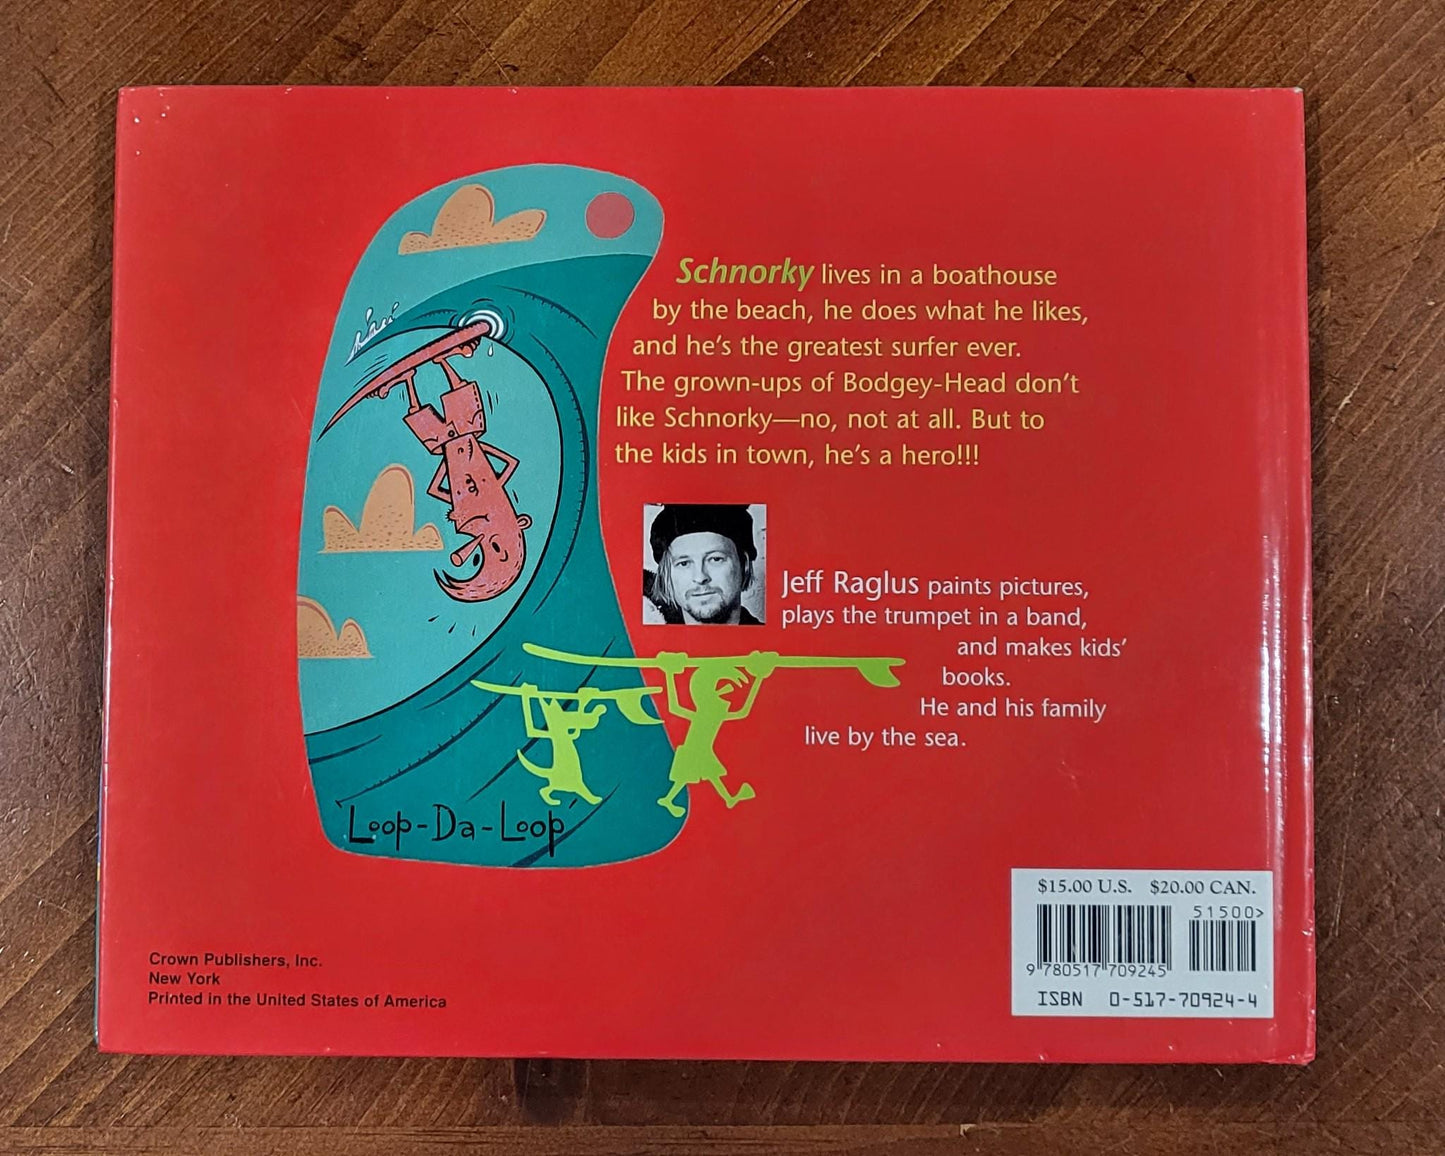 Schnorky lives in a boathouse
by the beach, he does what he likes,
and he's the greatest surfer ever.
The grown-ups of Bodgey-Head don't
like Schnorky—no, not at all. But to
the kids in town, he's a hero!!!
Jeff Raglus paints pictures,
plays the trumpet in a band,
and makes kids'
books.
He and his family
live by the sea.
'Loop-Da-Loop'
Crown Publishers, Inc.
New York
Printed in the United States of America
$15.00 U.S. $20.00 CAN.
51500>
9 780517 709245
ISBN 0-517-70924-4